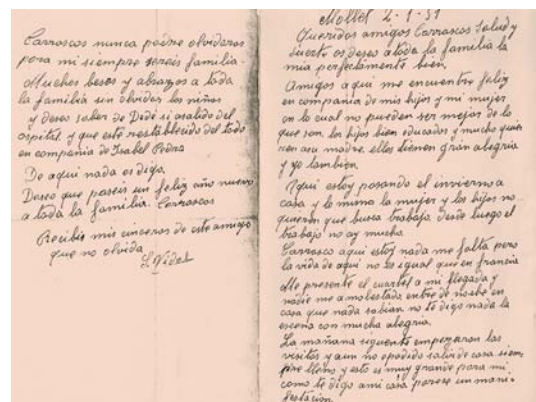 Mollet 2-1-51
Queridos amigos Carrascos Salud y
suerte os deseo a toda la familia la
mia perfectamente bien.
Amigos aqui me encuentro feliz
en compania de mis hijos y mi mujer
en lo cual no pueden ser mejor de lo
que son, los hijos bien educados y mucho quie
ren asu madre. ellos tienen gran alegria
y yo tambien.
Aqui estoy pasando el invierno a
casa y lo mismo la mujer y los hijos no
quieren que busca trabajo, desde luego el
trabajo no ay mucho.
Carrasco aqui estoy nada me falta pero
la vida de aqui no es igual que en francia
Me presente el cuartel a mi llegada y
nadie me a molestado entre de noche en
casa que nada sabian no te digo nada la
escena con mucha alegria.
La mañana siguente empezaron las
visitas y aun no epodido salir de casa siem
pre lleno y esto es muy grande para mi
como te digo ami casa parese un mani-
festacion.
Carrascos nunca podre olvidaros
para mi siempre sereis familia.
Muchos besos y abrazos a toda
la familia sin olvidar los niños
y deseo saber de Dide si asalido del
ospital, y que este restablecido del todo
en compania de Isabel Pedro
De aqui nada os digo.
Deseo que paseis un feliz año nuevo
a toda la familia. Carrascos
Recibir mis sinceros de este amigo
que no olvida
S. Vidal